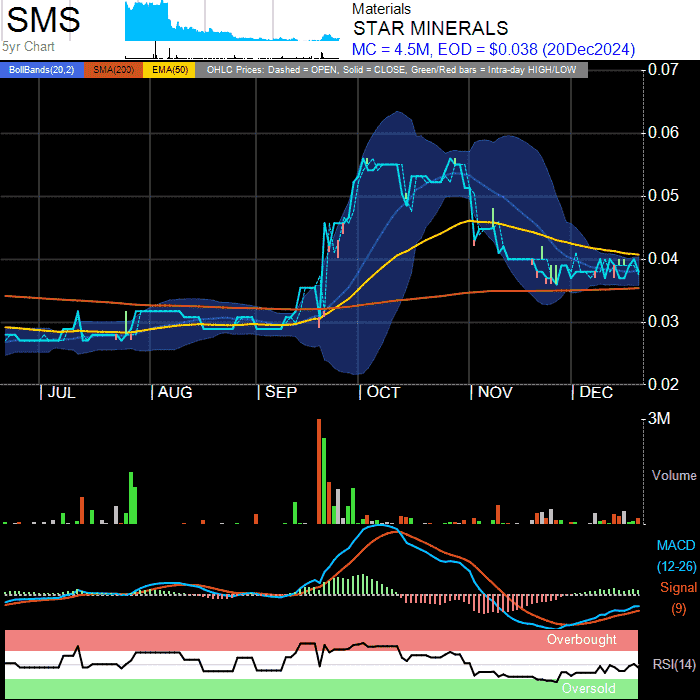 SMS
5yr Chart
Materials
STAR MINERALS
MC = 4.5M, EOD = $0.038 (20Dec2024)
BollBands(20,2) SMA(200) EMA(50) OHLC Prices: Dashed = OPEN, Solid = CLOSE, Green/Red bars = Intra-day HIGH/LOW
0.07
0.06
0.05
0.04
0.03
0.02
JUL AUG SEP OCT NOV DEC
3M
Volume
MACD
(12-26)
Signal
(9)
Overbought
RSI(14)
Oversold